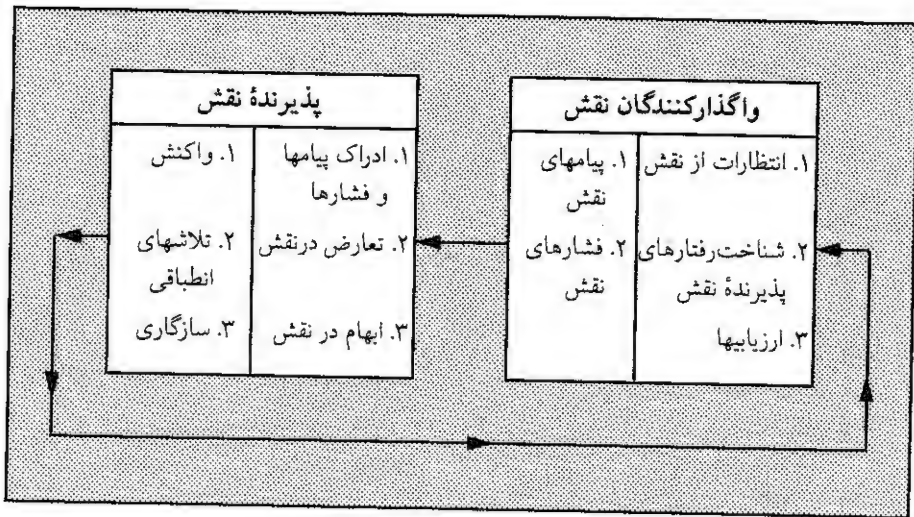 واگذارکنندگان نقش
۱. انتظارات از نقش
۲. شناخت‌رفتارهای
پذیرندهٔ نقش
۳. ارزیابیها
۱. پیامهای
نقش
۲. فشارهای
نقش
پذیرندهٔ نقش
۱. ادراک پیامها
و فشارها
۲. تعارض درنقش
۳. ابهام در نقش
۱. واکنش
۲. تلاشهای
انطباقی
۳. سازگاری